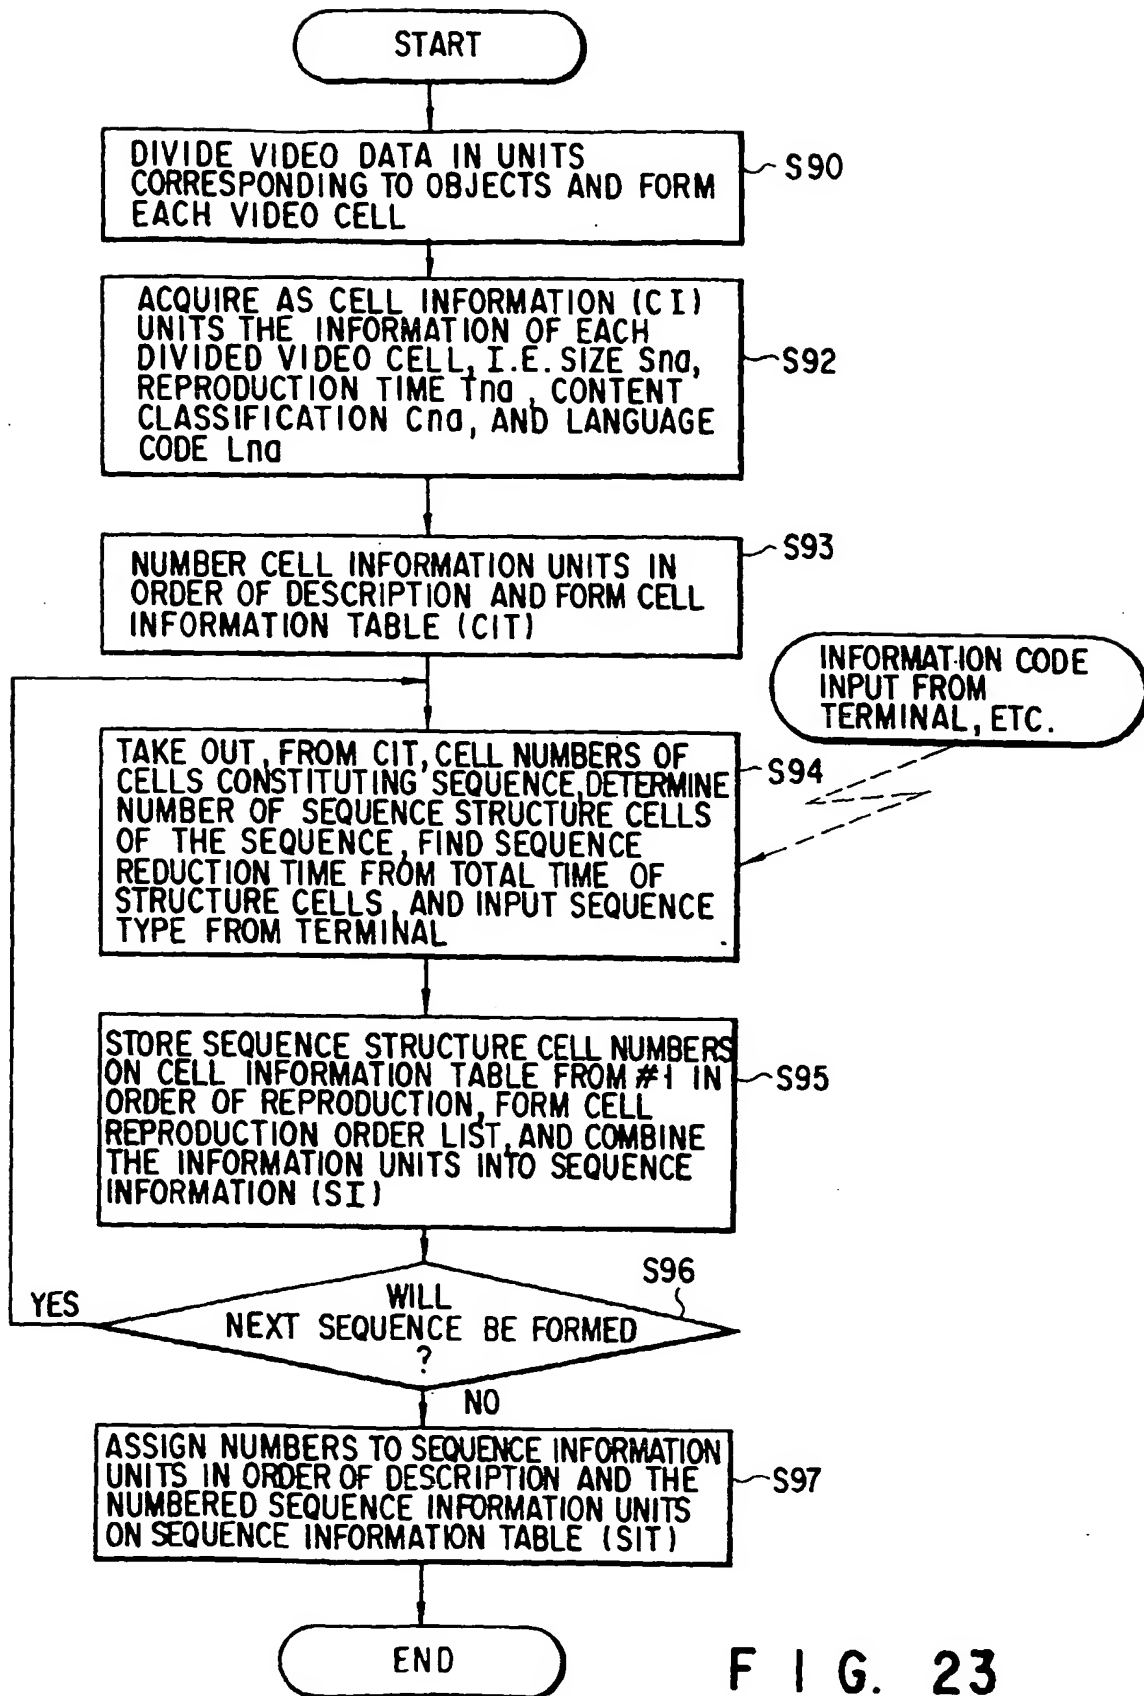 START
DIVIDE VIDEO DATA IN UNITS
CORRESPONDING TO OBJECTS AND FORM
EACH VIDEO CELL
S90
ACQUIRE AS CELL INFORMATION (CI)
UNITS THE INFORMATION OF EACH
DIVIDED VIDEO CELL, I.E. SIZE Sna,
REPRODUCTION TIME Tna, CONTENT
CLASSIFICATION Cna, AND LANGUAGE
CODE Lna
S92
NUMBER CELL INFORMATION UNITS IN
ORDER OF DESCRIPTION AND FORM CELL
INFORMATION TABLE (CIT)
S93
INFORMATION CODE
INPUT FROM
TERMINAL, ETC.
TAKE OUT, FROM CIT, CELL NUMBERS OF
CELLS CONSTITUTING SEQUENCE, DETERMINE
NUMBER OF SEQUENCE STRUCTURE CELLS
OF THE SEQUENCE, FIND SEQUENCE
REDUCTION TIME FROM TOTAL TIME OF
STRUCTURE CELLS, AND INPUT SEQUENCE
TYPE FROM TERMINAL
S94
STORE SEQUENCE STRUCTURE CELL NUMBERS
ON CELL INFORMATION TABLE FROM #1 IN
ORDER OF REPRODUCTION, FORM CELL
REPRODUCTION ORDER LIST, AND COMBINE
THE INFORMATION UNITS INTO SEQUENCE
INFORMATION (SI)
S95
S96
WILL
NEXT SEQUENCE BE FORMED
?
YES
NO
ASSIGN NUMBERS TO SEQUENCE INFORMATION
UNITS IN ORDER OF DESCRIPTION AND THE
NUMBERED SEQUENCE INFORMATION UNITS
ON SEQUENCE INFORMATION TABLE (SIT)
S97
END
FIG. 23